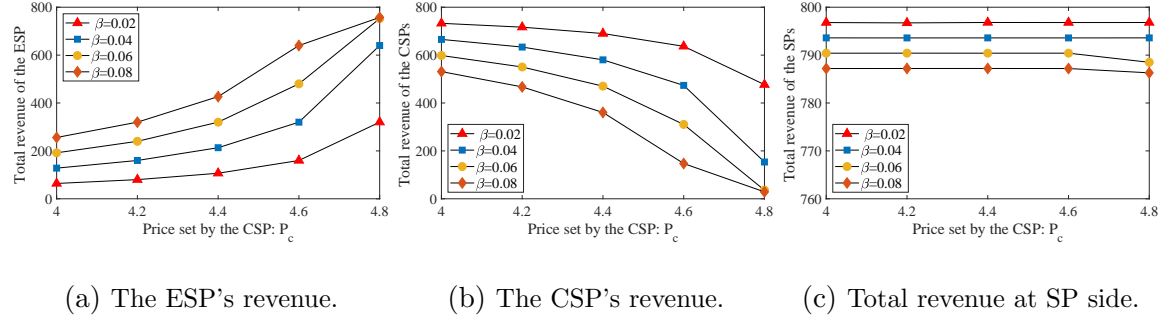 Total revenue of the ESP
800
600
400
200
0
β=0.02
β=0.04
β=0.06
β=0.08
4
4.2
4.4
4.6
4.8
Price set by the CSP: P_c
(a) The ESP's revenue.
Total revenue of the CSPs
800
600
400
200
0
β=0.02
β=0.04
β=0.06
β=0.08
4
4.2
4.4
4.6
4.8
Price set by the CSP: P_c
(b) The CSP's revenue.
Total revenue of the SPs
800
790
780
770
760
β=0.02
β=0.04
β=0.06
β=0.08
4
4.2
4.4
4.6
4.8
Price set by the CSP: P_c
(c) Total revenue at SP side.